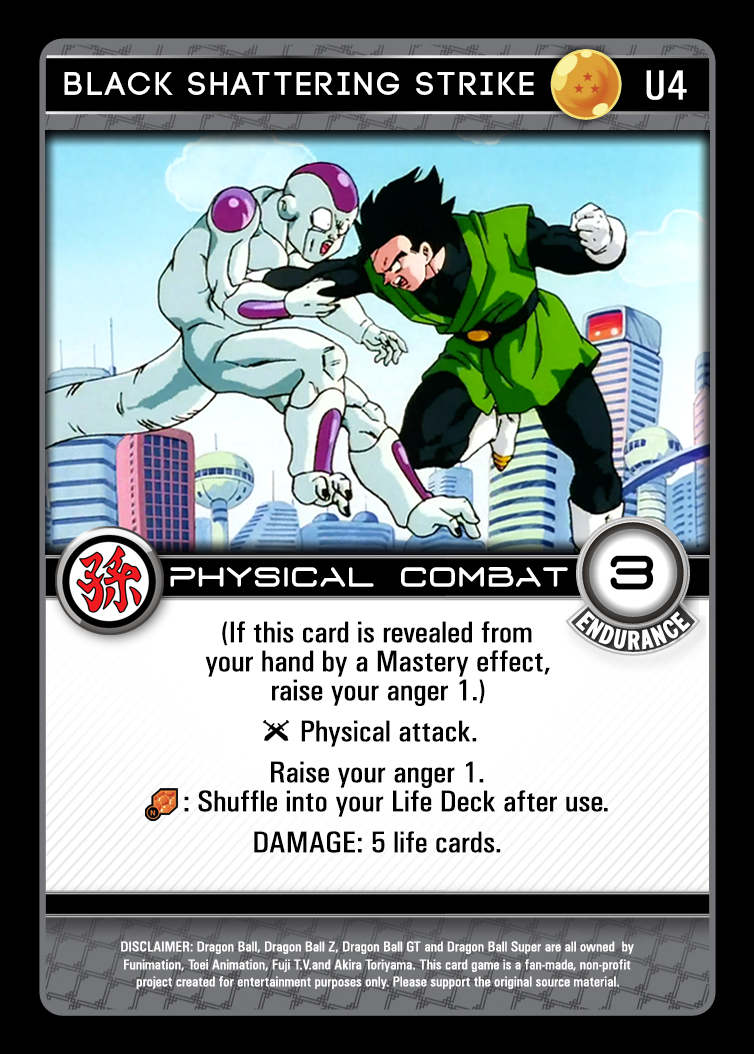 BLACK SHATTERING STRIKE U4
孫
PHYSICAL COMBAT 3
ENDURANCE
(If this card is revealed from
your hand by a Mastery effect,
raise your anger 1.)
Physical attack.
Raise your anger 1.
N : Shuffle into your Life Deck after use.
DAMAGE: 5 life cards.
DISCLAIMER: Dragon Ball, Dragon Ball Z, Dragon Ball GT and Dragon Ball Super are all owned by
Funimation, Toei Animation, Fuji T.V.and Akira Toriyama. This card game is a fan-made, non-profit
project created for entertainment purposes only. Please support the original source material.